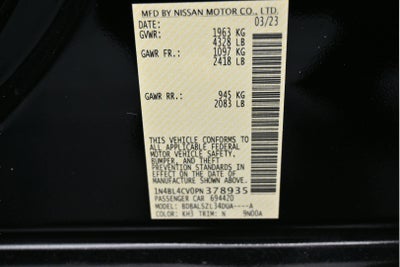 MFD BY NISSAN MOTOR CO., LTD.
DATE: 03/23
GVWR: 1963 KG
4328 LB
GAWR FR.: 1097 KG
2418 LB
GAWR RR.: 945 KG
2083 LB
THIS VEHICLE CONFORMS TO
ALL APPLICABLE FEDERAL
MOTOR VEHICLE SAFETY,
BUMPER, AND THEFT
PREVENTION STANDARDS IN
EFFECT ON THE DATE OF
MANUFACTURE SHOWN ABOVE.
1N4BL4CV0PN378935
PASSENGER CAR 694420
MODEL: BDBALSZL34DUA----A
COLOR: KH3 TRIM: N 9N00A